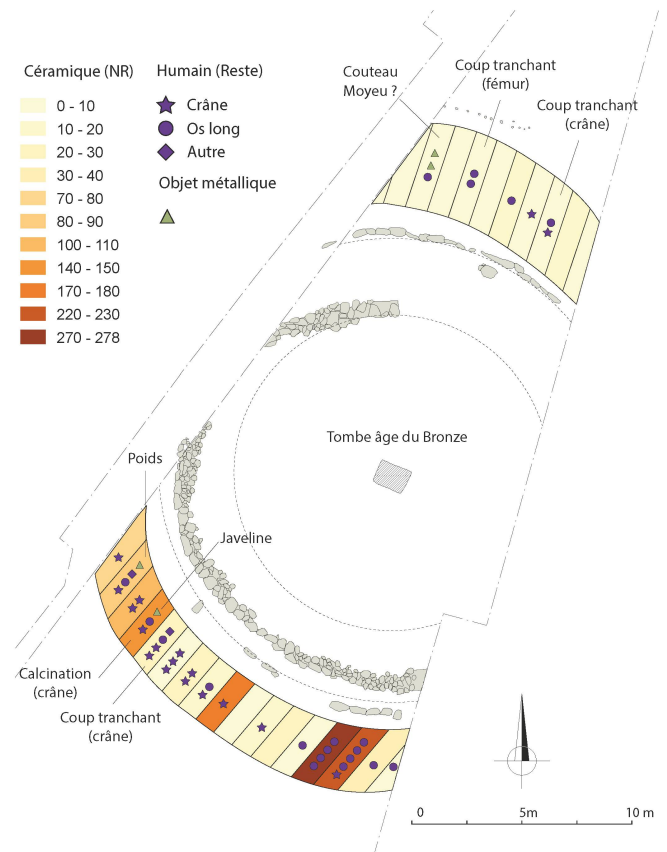 Céramique (NR)
0 - 10
10 - 20
20 - 30
30 - 40
70 - 80
80 - 90
100 - 110
140 - 150
170 - 180
220 - 230
270 - 278
Humain (Reste)
Crâne
Os long
Autre
Objet métallique
Couteau
Moyeu ?
Coup tranchant
(fémur)
Coup tranchant
(crâne)
Tombe âge du Bronze
Poids
Javeline
Calcination
(crâne)
Coup tranchant
(crâne)
0
5m
10 m